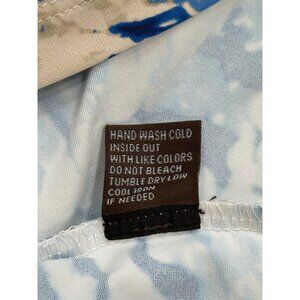 HAND WASH COLD
INSIDE OUT
WITH LIKE COLORS
DO NOT BLEACH
TUMBLE DRY LOW
COOL IRON
IF NEEDED